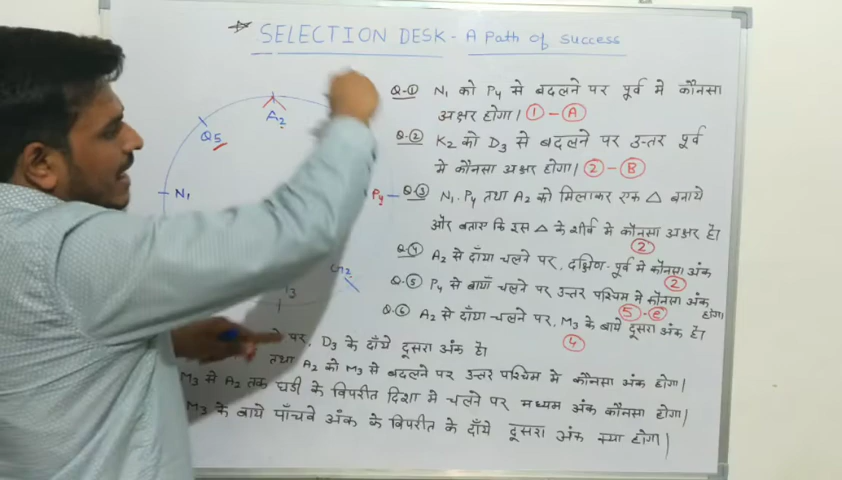 SELECTION DESK - A Path of Success
A2
Q5
N1
P4
G2
3
Q-① N1 को P4 से बदलने पर पूर्व मे कौनसा
अक्षर होगा। ① - Ⓐ
Q-② K2 को D3 से बदलने पर उत्तर पूर्व
मे कौनसा अक्षर होगा। ② - Ⓑ
Q-③ N1. P4 तथा A2 को मिलाकर एक △ बनाये
और बताए कि इस △ के शीर्ष मे कौनसा अक्षर है।
②
Q-④ A2 से दाँया चलने पर, दक्षिण-पूर्व मे कौनसा अंक
②
Q-⑤ P4 से बायाँ चलने पर उत्तर पश्चिम मे कौनसा अंक
होगा
⑤ - ⓔ
Q-⑥ A2 से दाँया चलने पर, M3 के बाये दूसरा अंक है।
④
पर, D3 के दाँये दूसरा अंक है।
तथा A2 को M3 से बदलने पर उत्तर पश्चिम मे कौनसा अंक होगा।
M3 से A2 तक घडी के विपरीत दिशा मे चलने पर मध्यम अंक कौनसा होगा।
M3 के बाये पाँचवे अंक के विपरीत के दाँये दूसरा अंक क्या होगा।